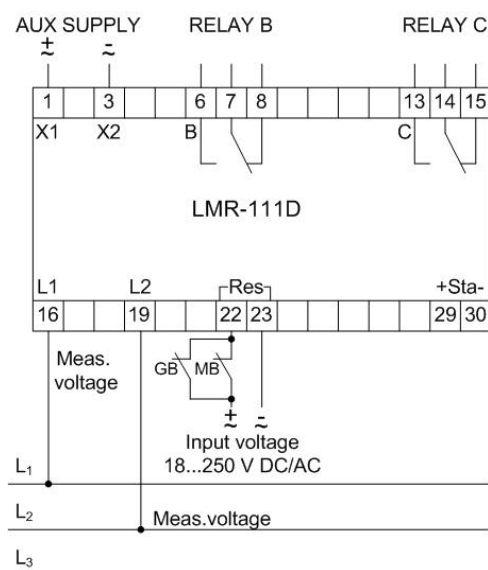 AUX SUPPLY RELAY B RELAY C
± ~ - ~
1 3 6 7 8 13 14 15
X1 X2 B C
LMR-111D
L1 L2 Res +Sta-
16 19 22 23 29 30
Meas.
voltage
GB MB
± ~ - ~
Input voltage
18...250 V DC/AC
L1
L2 Meas.voltage
L3